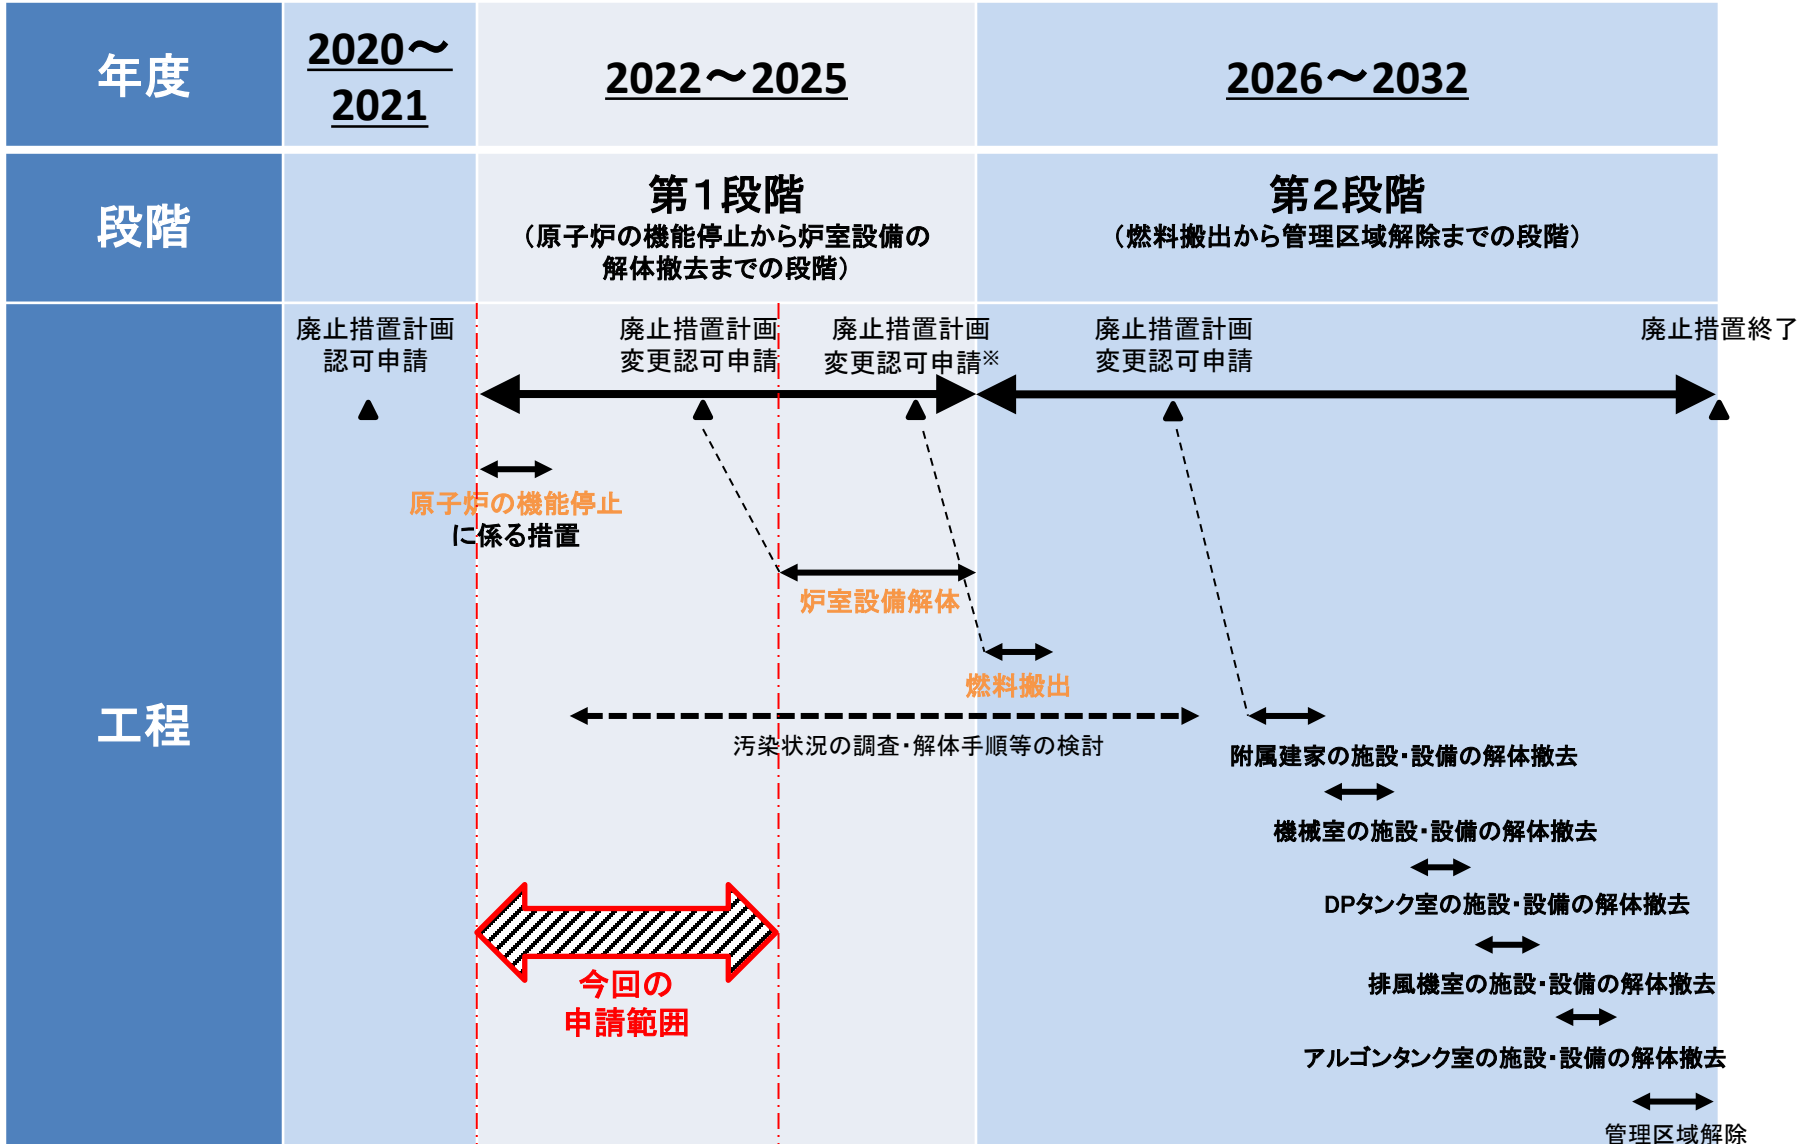 年度
2020～
2021
2022～2025
2026～2032
段階
第1段階
（原子炉の機能停止から炉室設備の
解体撤去までの段階）
第2段階
（燃料搬出から管理区域解除までの段階）
工程
廃止措置計画
認可申請
廃止措置計画
変更認可申請
廃止措置計画
変更認可申請※
廃止措置計画
変更認可申請
廃止措置終了
原子炉の機能停止
に係る措置
炉室設備解体
燃料搬出
汚染状況の調査・解体手順等の検討
附属建家の施設・設備の解体撤去
機械室の施設・設備の解体撤去
DPタンク室の施設・設備の解体撤去
排風機室の施設・設備の解体撤去
今回の
申請範囲
アルゴンタンク室の施設・設備の解体撤去
管理区域解除